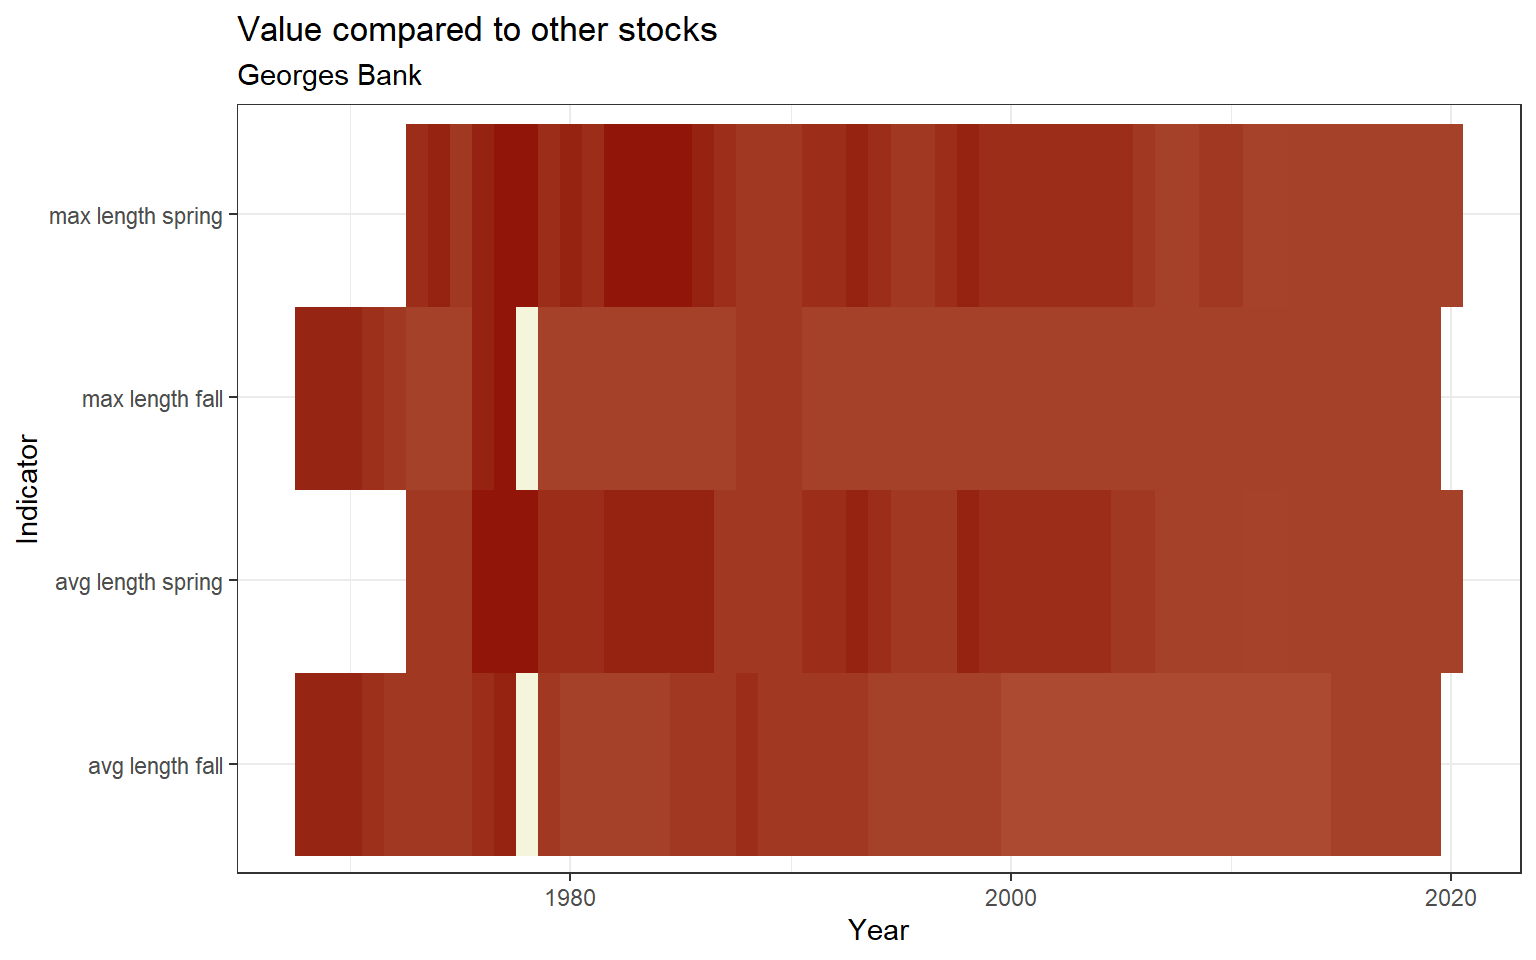 Value compared to other stocks
Georges Bank
max length spring
max length fall
avg length spring
avg length fall
Indicator
1980
2000
2020
Year